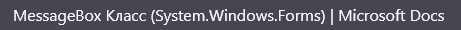 MessageBox Класс (System.Windows.Forms) | Microsoft Docs